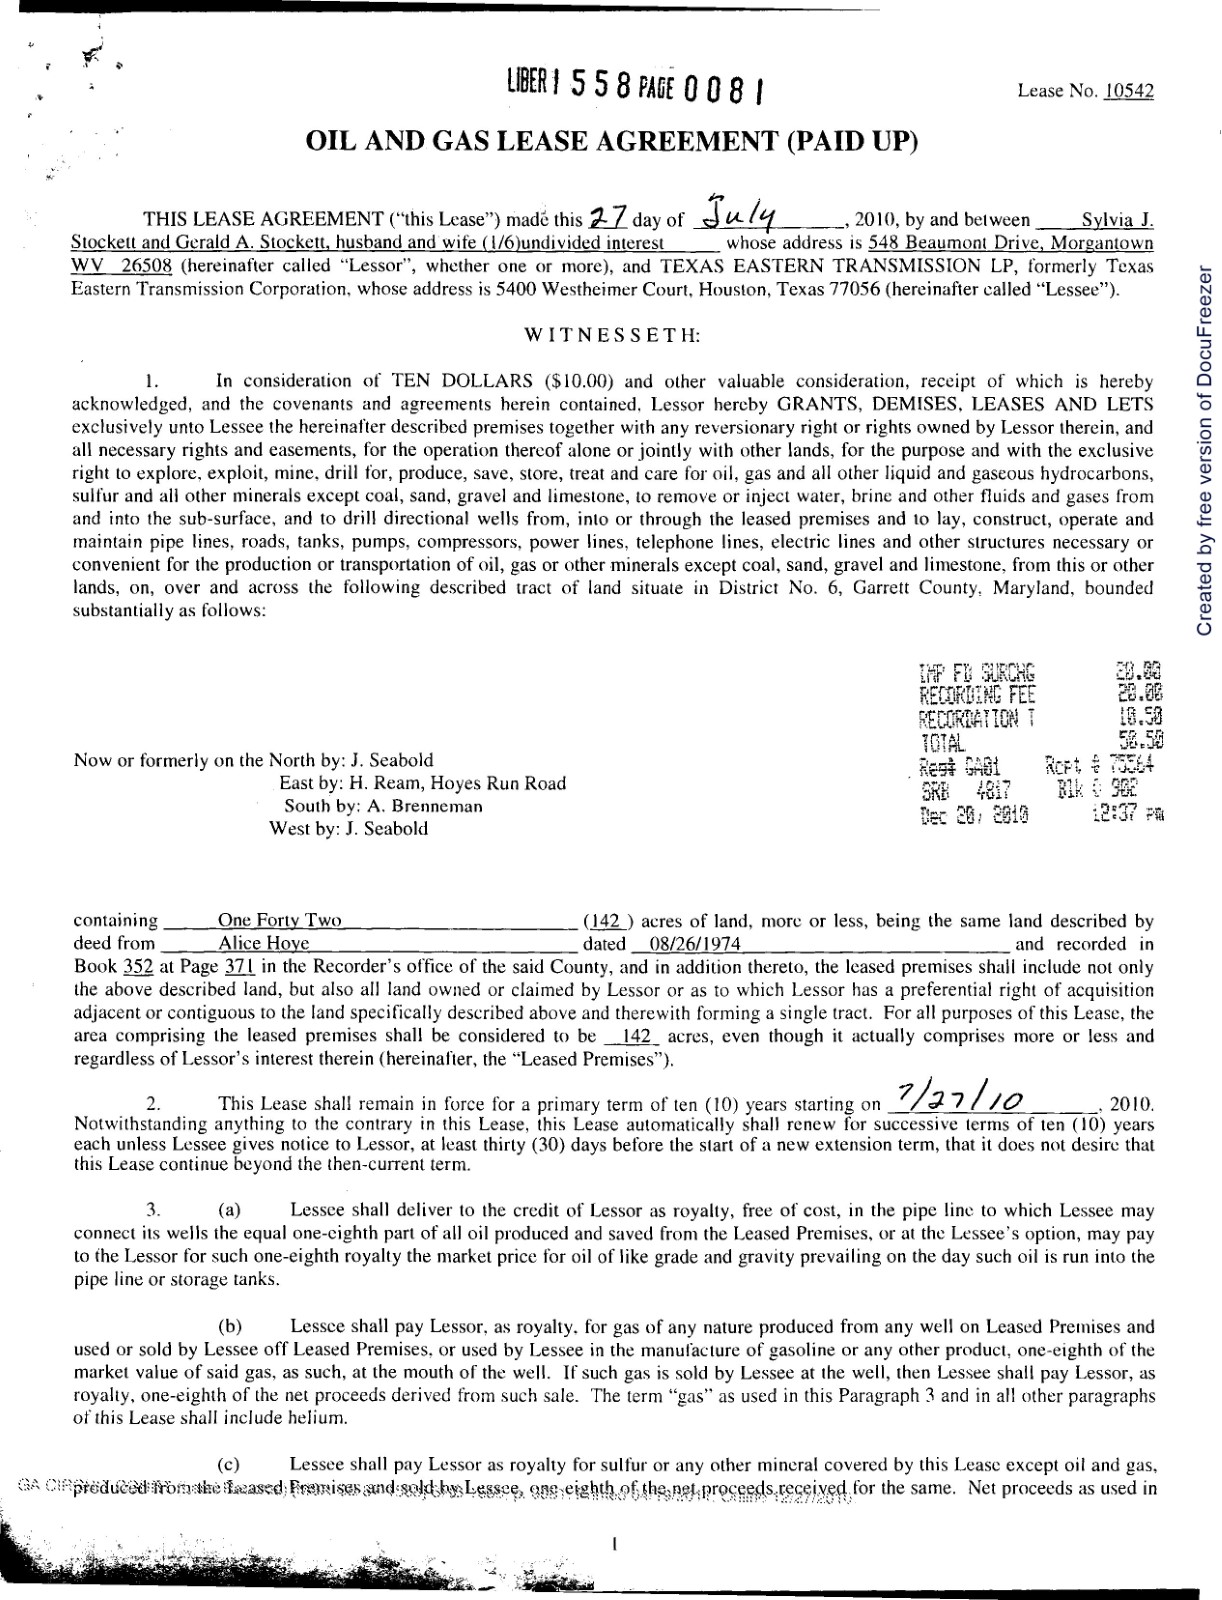 LIBER 1558 PAGE 0081
Lease No. 10542
OIL AND GAS LEASE AGREEMENT (PAID UP)
THIS LEASE AGREEMENT (“this Lease”) made this 27 day of July, 2010, by and between Sylvia J.
Stockett and Gerald A. Stockett, husband and wife (1/6)undivided interest whose address is 548 Beaumont Drive, Morgantown
WV 26508 (hereinafter called “Lessor”, whether one or more), and TEXAS EASTERN TRANSMISSION LP, formerly Texas
Eastern Transmission Corporation, whose address is 5400 Westheimer Court, Houston, Texas 77056 (hereinafter called “Lessee”).
WITNESSETH:
1. In consideration of TEN DOLLARS ($10.00) and other valuable consideration, receipt of which is hereby
acknowledged, and the covenants and agreements herein contained, Lessor hereby GRANTS, DEMISES, LEASES AND LETS
exclusively unto Lessee the hereinafter described premises together with any reversionary right or rights owned by Lessor therein, and
all necessary rights and easements, for the operation thereof alone or jointly with other lands, for the purpose and with the exclusive
right to explore, exploit, mine, drill for, produce, save, store, treat and care for oil, gas and all other liquid and gaseous hydrocarbons,
sulfur and all other minerals except coal, sand, gravel and limestone, to remove or inject water, brine and other fluids and gases from
and into the sub-surface, and to drill directional wells from, into or through the leased premises and to lay, construct, operate and
maintain pipe lines, roads, tanks, pumps, compressors, power lines, telephone lines, electric lines and other structures necessary or
convenient for the production or transportation of oil, gas or other minerals except coal, sand, gravel and limestone, from this or other
lands, on, over and across the following described tract of land situate in District No. 6, Garrett County, Maryland, bounded
substantially as follows:
IMP FD SURCHG 20.00
RECORDING FEE 20.00
RECORDATION T 10.50
TOTAL 50.50
Rest GA01 Rcpt # 75564
SRB 4817 Blk # 902
Dec 20, 2010 12:37 pm
Now or formerly on the North by: J. Seabold
East by: H. Ream, Hoyes Run Road
South by: A. Brenneman
West by: J. Seabold
containing One Forty Two (142 ) acres of land, more or less, being the same land described by
deed from Alice Hoye dated 08/26/1974 and recorded in
Book 352 at Page 371 in the Recorder’s office of the said County, and in addition thereto, the leased premises shall include not only
the above described land, but also all land owned or claimed by Lessor or as to which Lessor has a preferential right of acquisition
adjacent or contiguous to the land specifically described above and therewith forming a single tract. For all purposes of this Lease, the
area comprising the leased premises shall be considered to be 142 acres, even though it actually comprises more or less and
regardless of Lessor’s interest therein (hereinafter, the “Leased Premises”).
2. This Lease shall remain in force for a primary term of ten (10) years starting on 7/27/10, 2010.
Notwithstanding anything to the contrary in this Lease, this Lease automatically shall renew for successive terms of ten (10) years
each unless Lessee gives notice to Lessor, at least thirty (30) days before the start of a new extension term, that it does not desire that
this Lease continue beyond the then-current term.
3. (a) Lessee shall deliver to the credit of Lessor as royalty, free of cost, in the pipe line to which Lessee may
connect its wells the equal one-eighth part of all oil produced and saved from the Leased Premises, or at the Lessee’s option, may pay
to the Lessor for such one-eighth royalty the market price for oil of like grade and gravity prevailing on the day such oil is run into the
pipe line or storage tanks.
(b) Lessee shall pay Lessor, as royalty, for gas of any nature produced from any well on Leased Premises and
used or sold by Lessee off Leased Premises, or used by Lessee in the manufacture of gasoline or any other product, one-eighth of the
market value of said gas, as such, at the mouth of the well. If such gas is sold by Lessee at the well, then Lessee shall pay Lessor, as
royalty, one-eighth of the net proceeds derived from such sale. The term “gas” as used in this Paragraph 3 and in all other paragraphs
of this Lease shall include helium.
(c) Lessee shall pay Lessor as royalty for sulfur or any other mineral covered by this Lease except oil and gas,
produced from the Leased Premises and sold by Lessee, one-eighth of the net proceeds received for the same. Net proceeds as used in
1
Created by free version of DocuFreezer